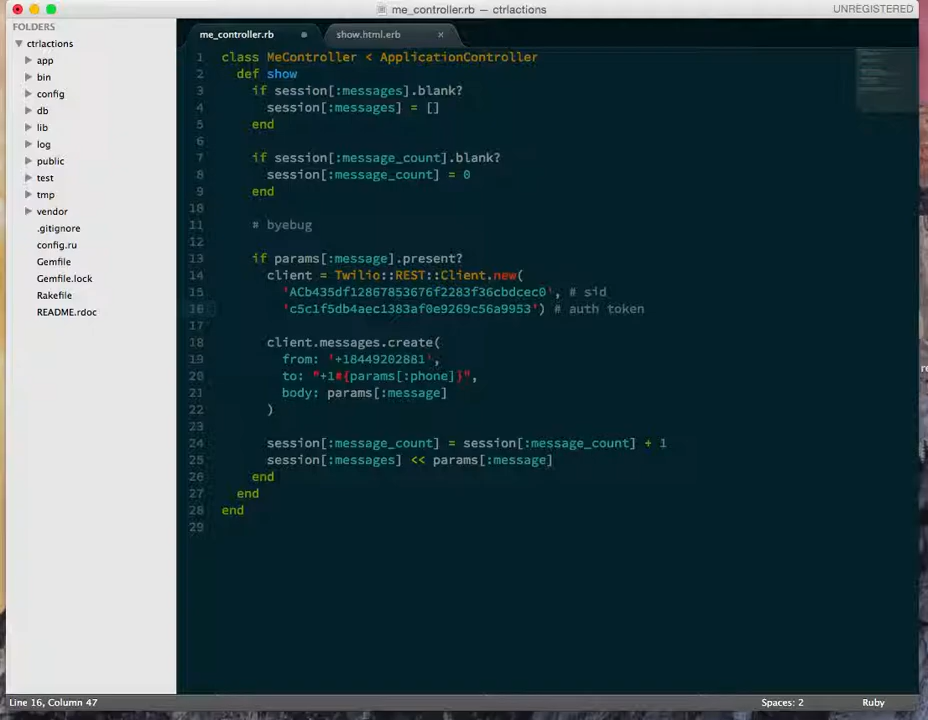 me_controller.rb — ctrlactions
UNREGISTERED
FOLDERS
ctrlactions
app
bin
config
db
lib
log
public
test
tmp
vendor
.gitignore
config.ru
Gemfile
Gemfile.lock
Rakefile
README.rdoc
me_controller.rb
show.html.erb ×
1 class MeController < ApplicationController
2 def show
3 if session[:messages].blank?
4 session[:messages] = []
5 end
6
7 if session[:message_count].blank?
8 session[:message_count] = 0
9 end
10
11 # byebug
12
13 if params[:message].present?
14 client = Twilio::REST::Client.new(
15 'ACb435df12867853676f2283f36cbdcec0', # sid
16 'c5c1f5db4aec1383af0e9269c56a9953') # auth token
17
18 client.messages.create(
19 from: '+18449202881',
20 to: "+1#{params[:phone]}",
21 body: params[:message]
22 )
23
24 session[:message_count] = session[:message_count] + 1
25 session[:messages] << params[:message]
26 end
27 end
28 end
29
Line 16, Column 47
Spaces: 2
Ruby